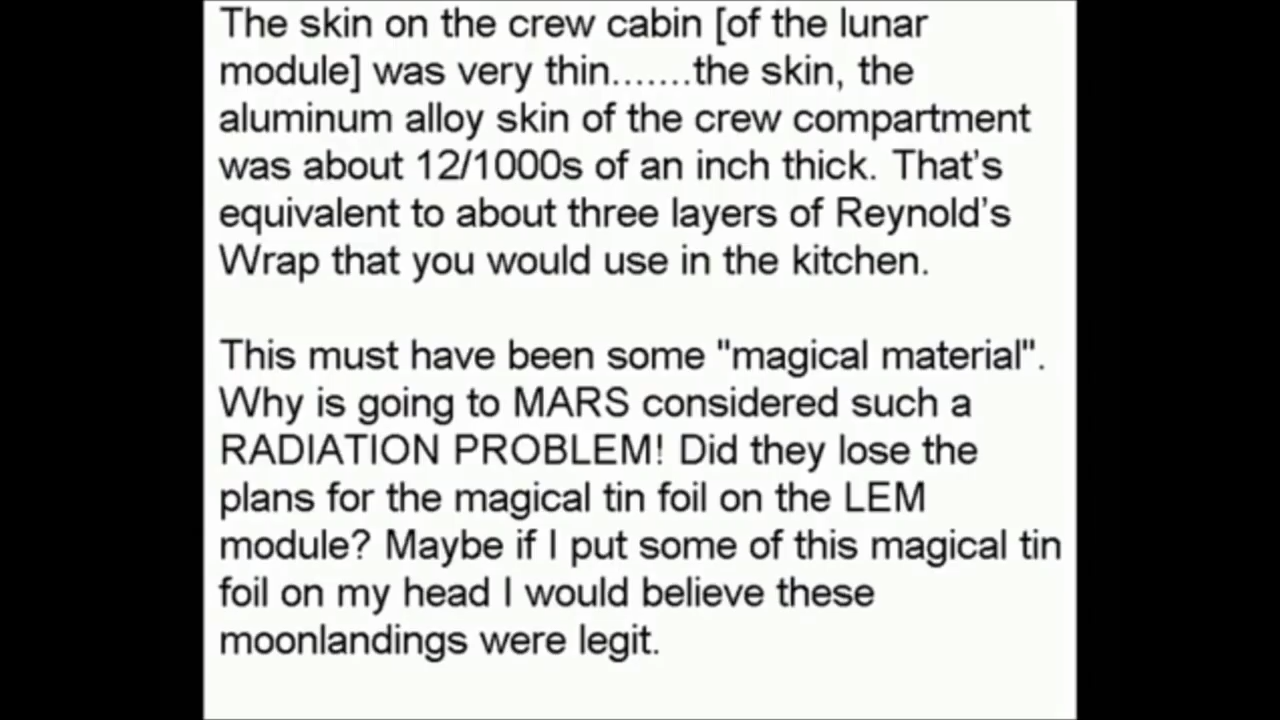 The skin on the crew cabin [of the lunar
module] was very thin.......the skin, the
aluminum alloy skin of the crew compartment
was about 12/1000s of an inch thick. That’s
equivalent to about three layers of Reynold’s
Wrap that you would use in the kitchen.
This must have been some "magical material".
Why is going to MARS considered such a
RADIATION PROBLEM! Did they lose the
plans for the magical tin foil on the LEM
module? Maybe if I put some of this magical tin
foil on my head I would believe these
moonlandings were legit.